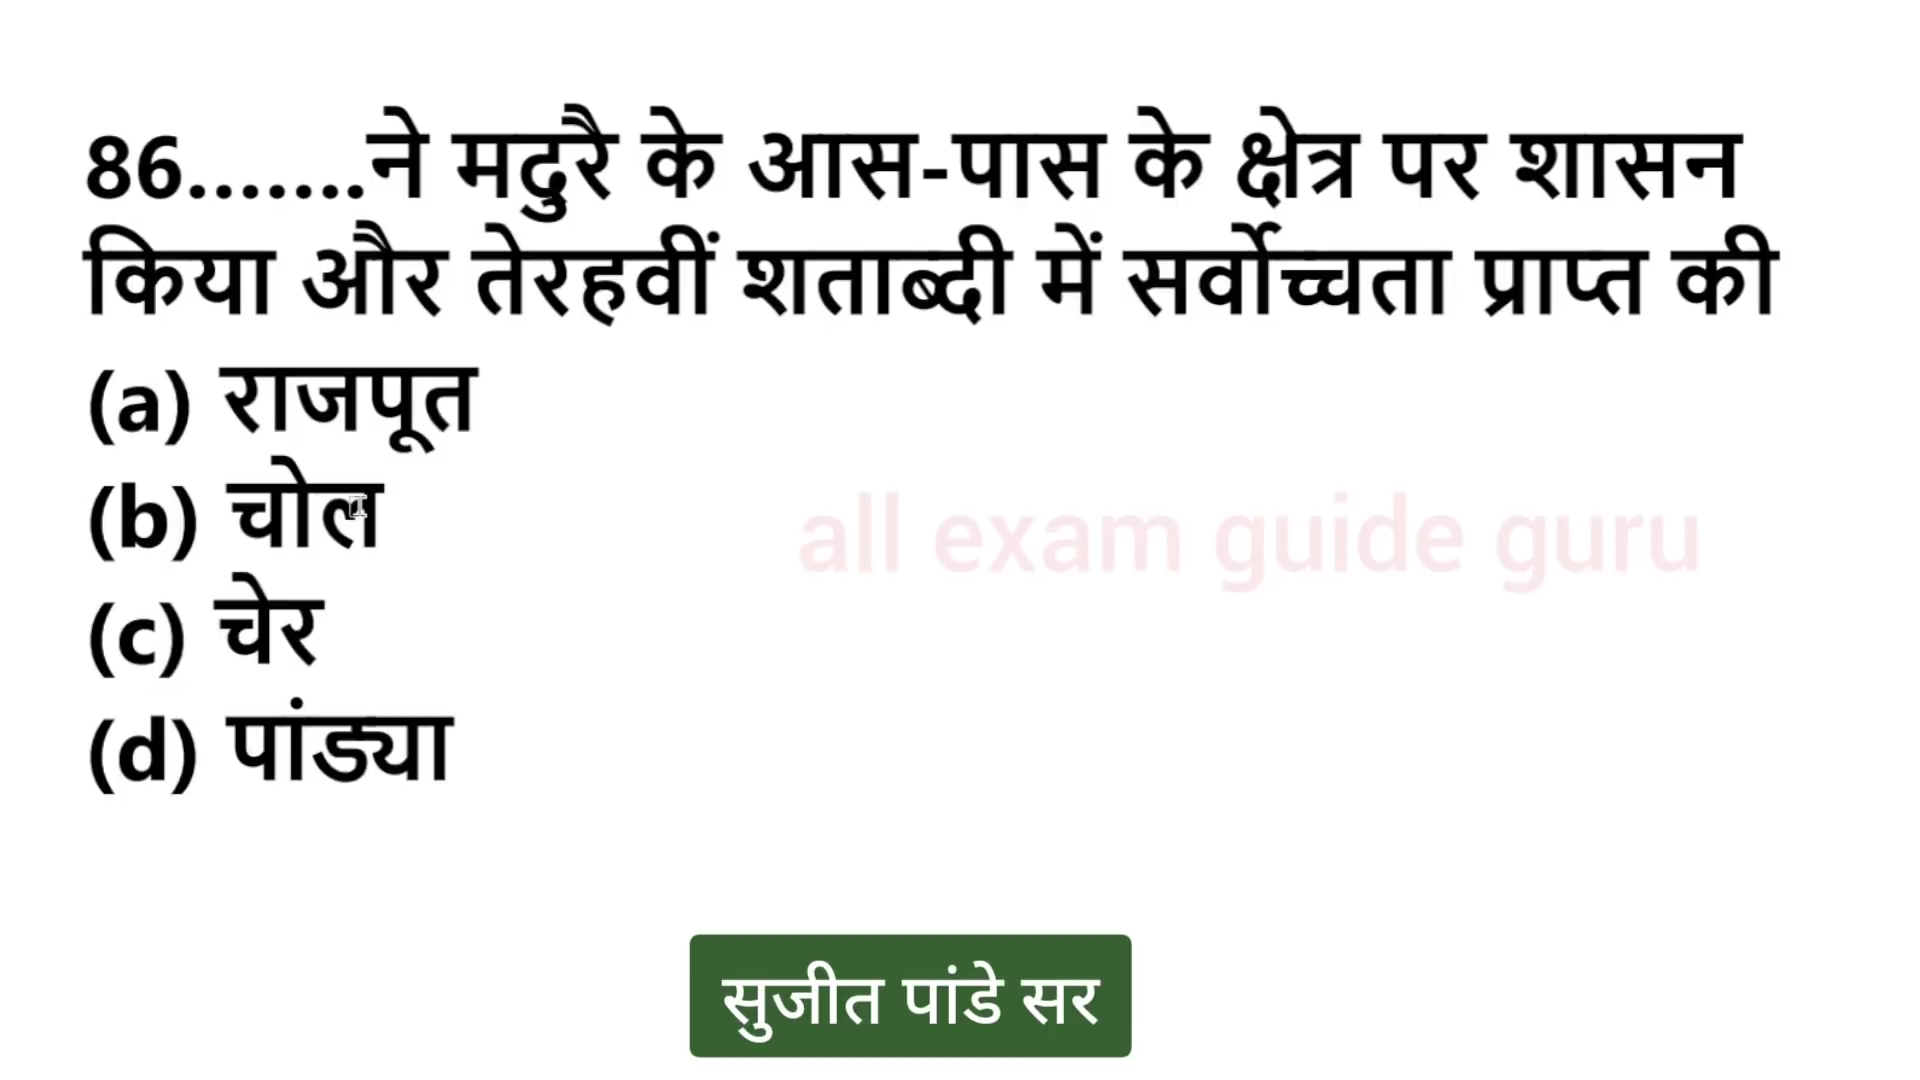 86.......ने मदुरै के आस-पास के क्षेत्र पर शासन
किया और तेरहवीं शताब्दी में सर्वोच्चता प्राप्त की
(a) राजपूत
(b) चोल
(c) चेर
(d) पांड्या
all exam guide guru
सुजीत पांडे सर